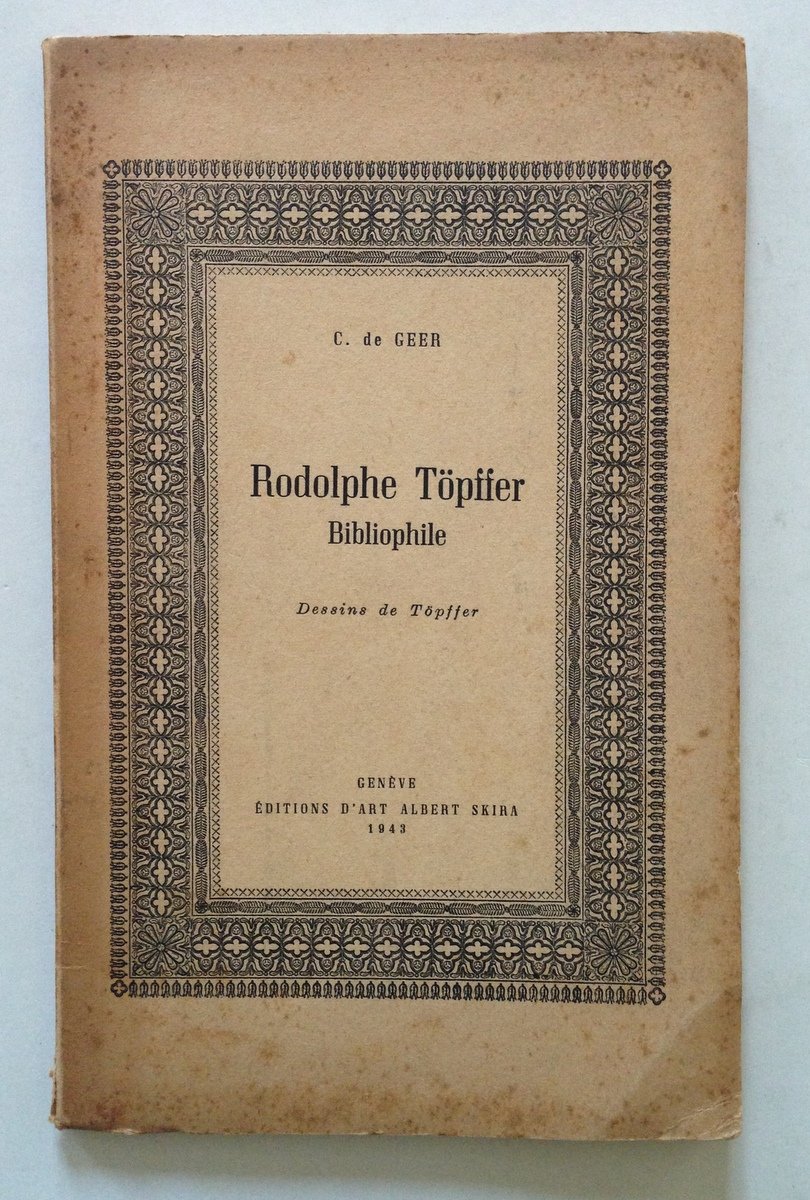 C. de GEER
Rodolphe Töpffer
Bibliophile
Dessins de Töpffer
GENÈVE
ÉDITIONS D'ART ALBERT SKIRA
1943